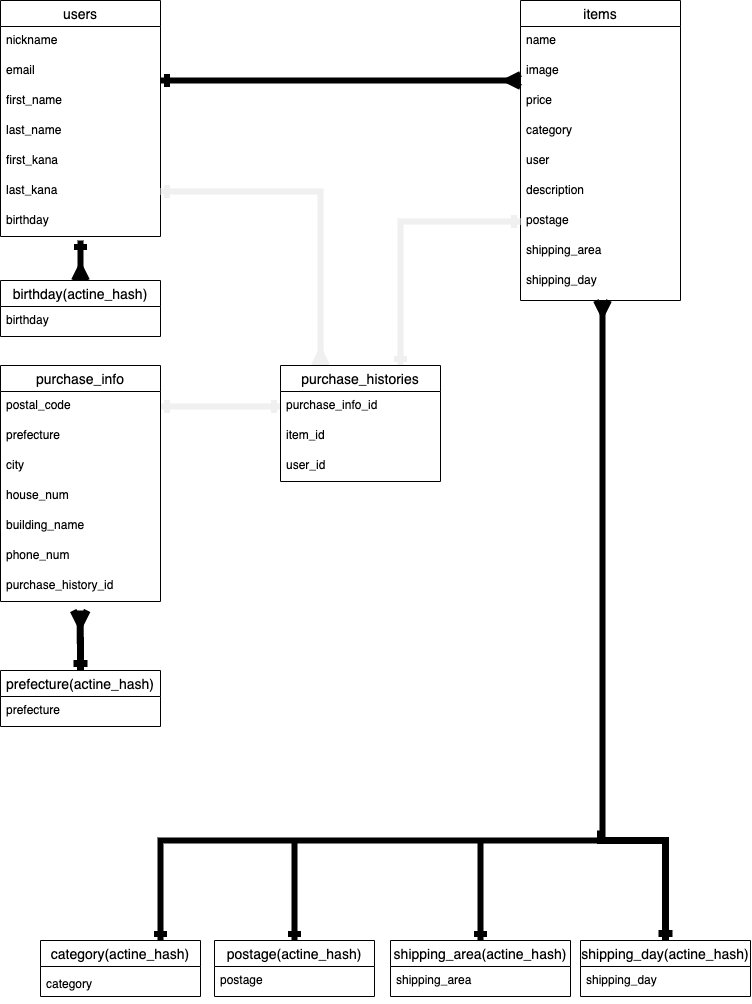 users
nickname
email
first_name
last_name
first_kana
last_kana
birthday
items
name
image
price
category
user
description
postage
shipping_area
shipping_day
birthday(actine_hash)
birthday
purchase_info
postal_code
prefecture
city
house_num
building_name
phone_num
purchase_history_id
purchase_histories
purchase_info_id
item_id
user_id
prefecture(actine_hash)
prefecture
category(actine_hash)
category
postage(actine_hash)
postage
shipping_area(actine_hash)
shipping_area
shipping_day(actine_hash)
shipping_day